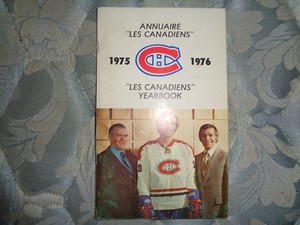 ANNUAIRE
"LES CANADIENS"
1975 1976
"LES CANADIENS"
YEARBOOK